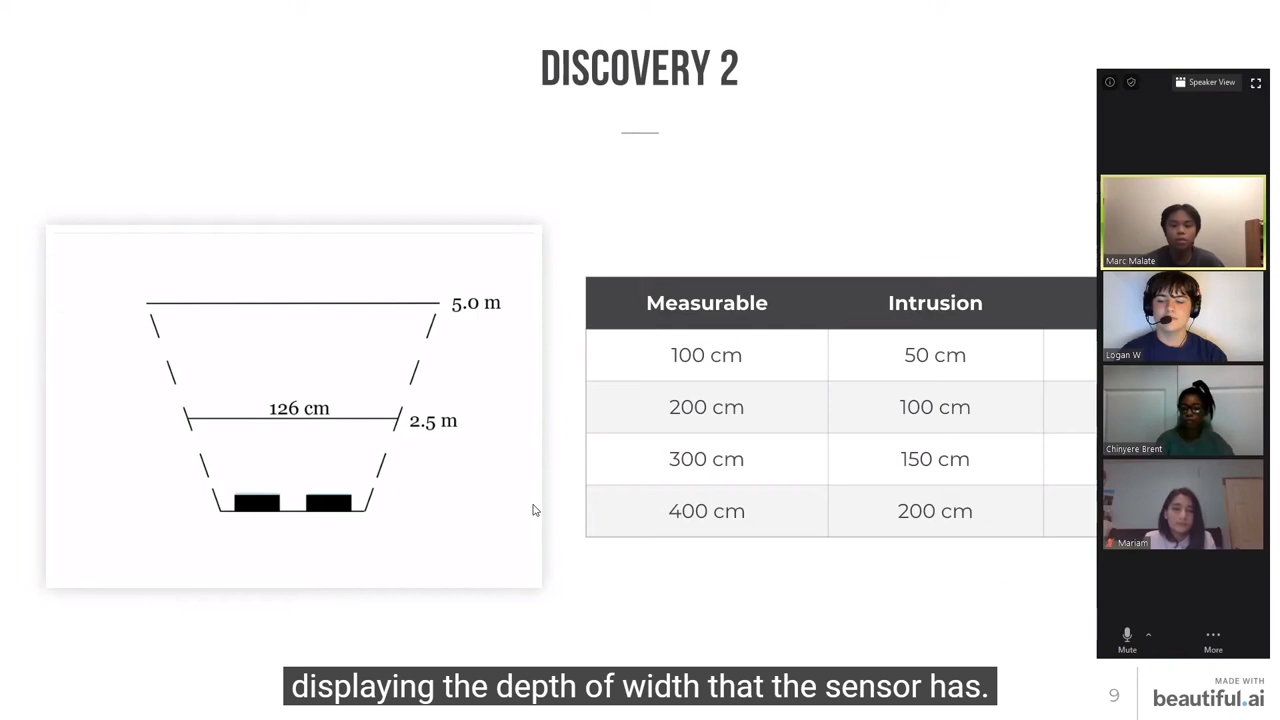 DISCOVERY 2
Speaker View
5.0 m
126 cm
2.5 m
Measurable Intrusion
100 cm 50 cm
200 cm 100 cm
300 cm 150 cm
400 cm 200 cm
Marc Malate
Logan W
Chinyere Brent
Mariam
Mute More
displaying the depth of width that the sensor has.
9
MADE WITH
beautiful.ai